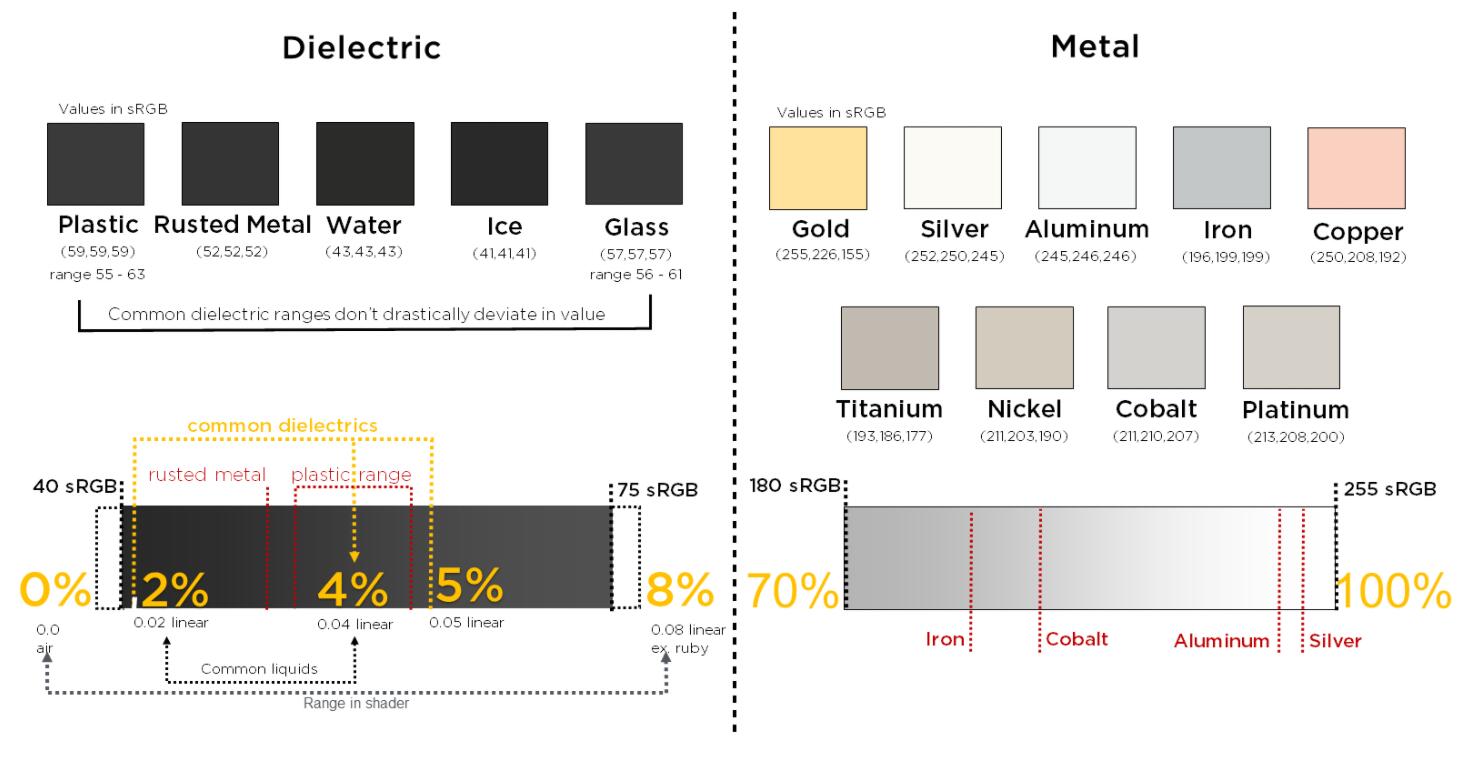 Dielectric
Values in sRGB
Plastic
(59,59,59)
range 55 - 63
Rusted Metal
(52,52,52)
Water
(43,43,43)
Ice
(41,41,41)
Glass
(57,57,57)
range 56 - 61
Common dielectric ranges don't drastically deviate in value
common dielectrics
rusted metal
plastic range
40 sRGB
75 sRGB
0%
2%
4%
5%
8%
0.0
air
0.02 linear
0.04 linear
0.05 linear
0.08 linear
ex. ruby
Common liquids
Range in shader
Metal
Values in sRGB
Gold
(255,226,155)
Silver
(252,250,245)
Aluminum
(245,246,246)
Iron
(196,199,199)
Copper
(250,208,192)
Titanium
(193,186,177)
Nickel
(211,203,190)
Cobalt
(211,210,207)
Platinum
(213,208,200)
180 sRGB
255 sRGB
70%
100%
Iron
Cobalt
Aluminum
Silver